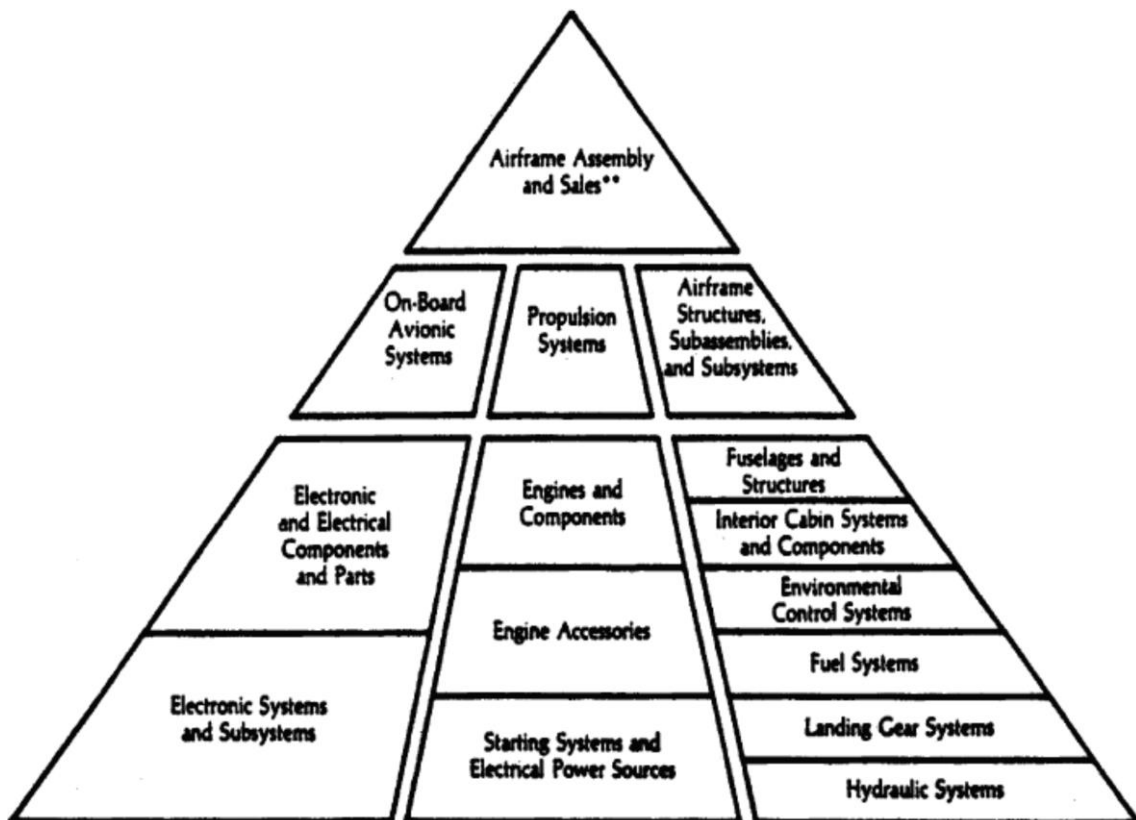 Airframe Assembly
and Sales**
On-Board
Avionic
Systems
Propulsion
Systems
Airframe
Structures,
Subassemblies,
and Subsystems
Electronic
and Electrical
Components
and Parts
Electronic Systems
and Subsystems
Engines and
Components
Engine Accessories
Starting Systems and
Electrical Power Sources
Fuselages and
Structures
Interior Cabin Systems
and Components
Environmental
Control Systems
Fuel Systems
Landing Gear Systems
Hydraulic Systems